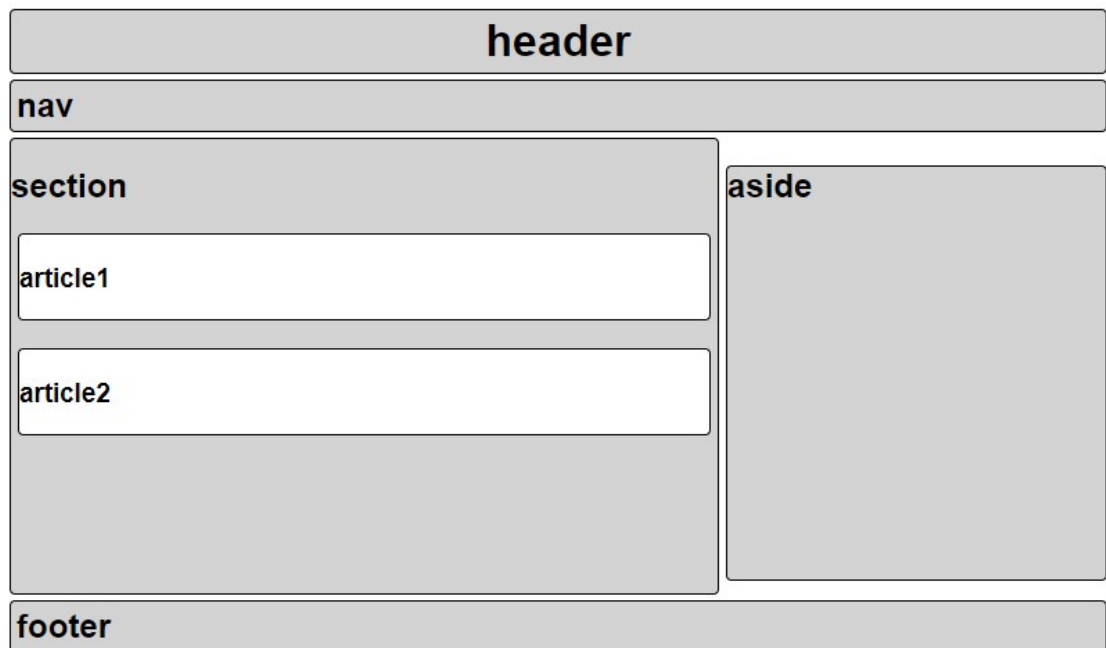 header
nav
section
aside
article1
article2
footer